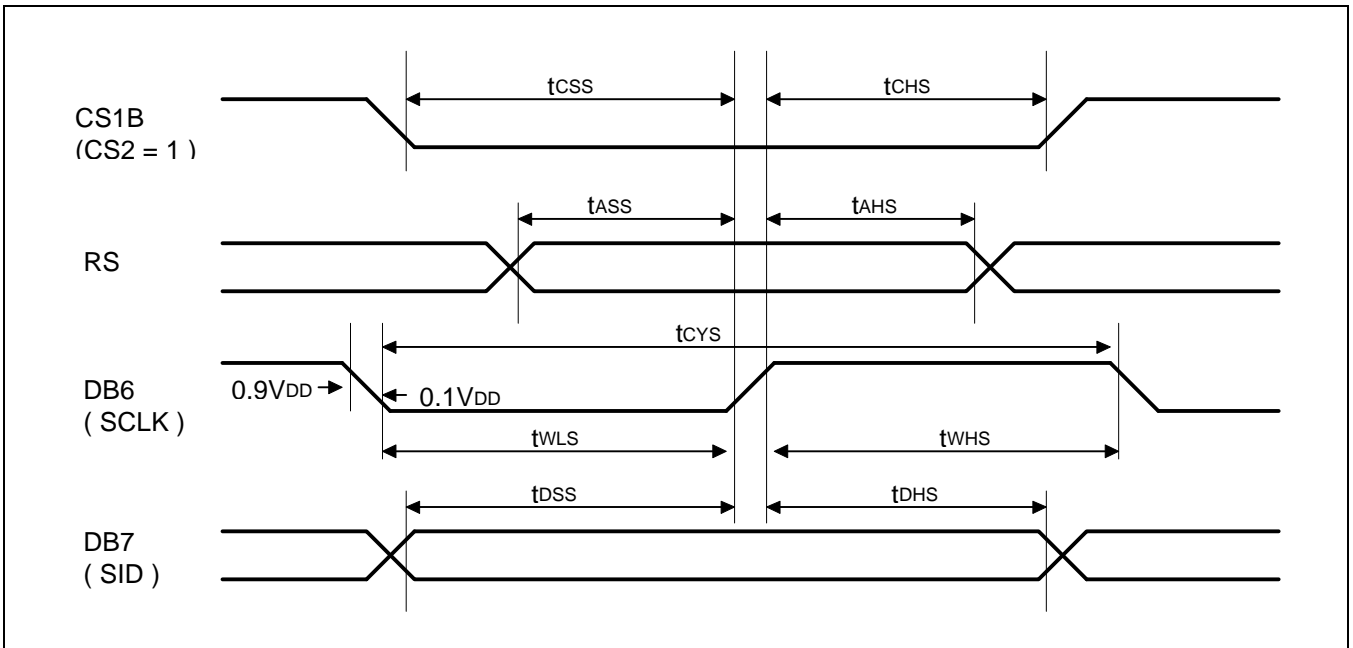 tCSS
tCHS
CS1B
(CS2 = 1 )
tASS
tAHS
RS
tCYS
DB6
( SCLK )
0.9VDD
0.1VDD
tWLS
tWHS
tDSS
tDHS
DB7
( SID )